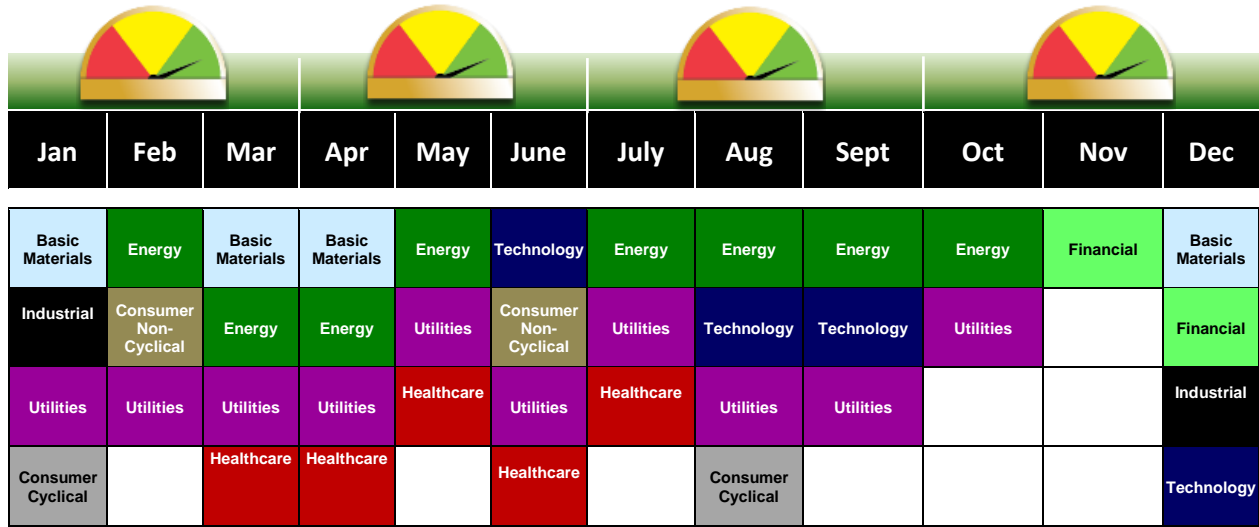 Jan Feb Mar Apr May June July Aug Sept Oct Nov Dec
Basic Materials Energy Basic Materials Basic Materials Energy Technology Energy Energy Energy Energy Financial Basic Materials
Industrial Consumer Non-Cyclical Energy Energy Utilities Consumer Non-Cyclical Utilities Technology Technology Utilities Financial
Utilities Utilities Utilities Utilities Healthcare Utilities Healthcare Utilities Utilities Industrial
Consumer Cyclical Healthcare Healthcare Healthcare Consumer Cyclical Technology